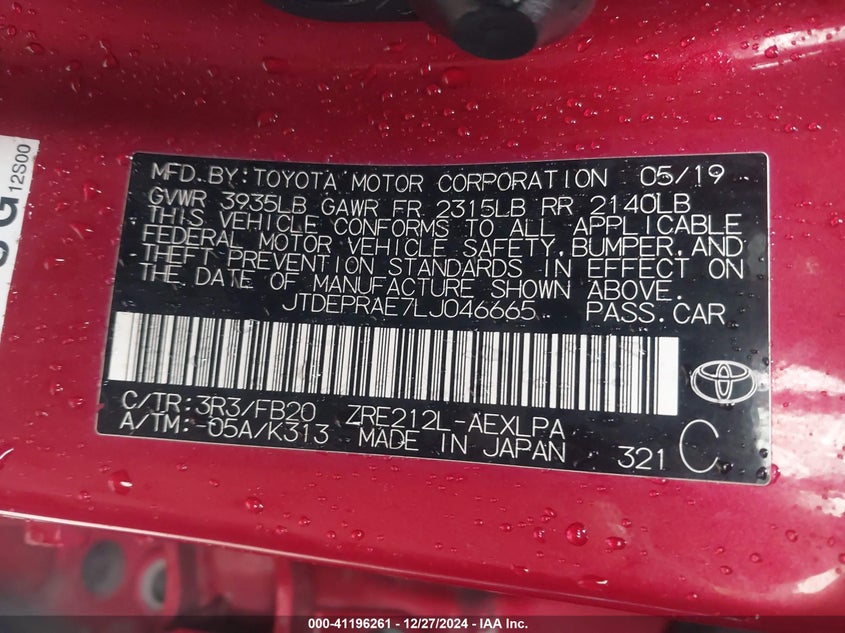 12S00
MFD.BY:TOYOTA MOTOR CORPORATION 05/19
GVWR 3935LB GAWR FR 2315LB RR 2140LB
THIS VEHICLE CONFORMS TO ALL APPLICABLE
FEDERAL MOTOR VEHICLE SAFETY,BUMPER,AND
THEFT PREVENTION STANDARDS IN EFFECT ON
THE DATE OF MANUFACTURE SHOWN ABOVE.
JTDEPRAE7LJ046665 PASS.CAR
C/TR:3R3/FB20 ZRE212L-AEXLPA
A/TM:-05A/K313 MADE IN JAPAN 321 C
000-41196261 - 12/27/2024 - IAA Inc.